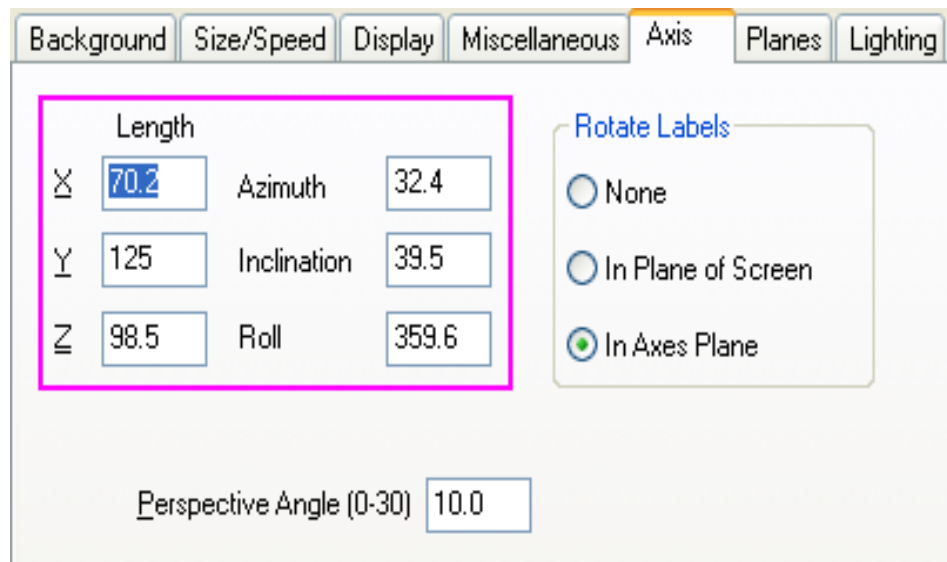 Background Size/Speed Display Miscellaneous Axis Planes Lighting
Length
X 70.2 Azimuth 32.4
Y 125 Inclination 39.5
Z 98.5 Roll 359.6
Rotate Labels
None
In Plane of Screen
In Axes Plane
Perspective Angle (0-30) 10.0